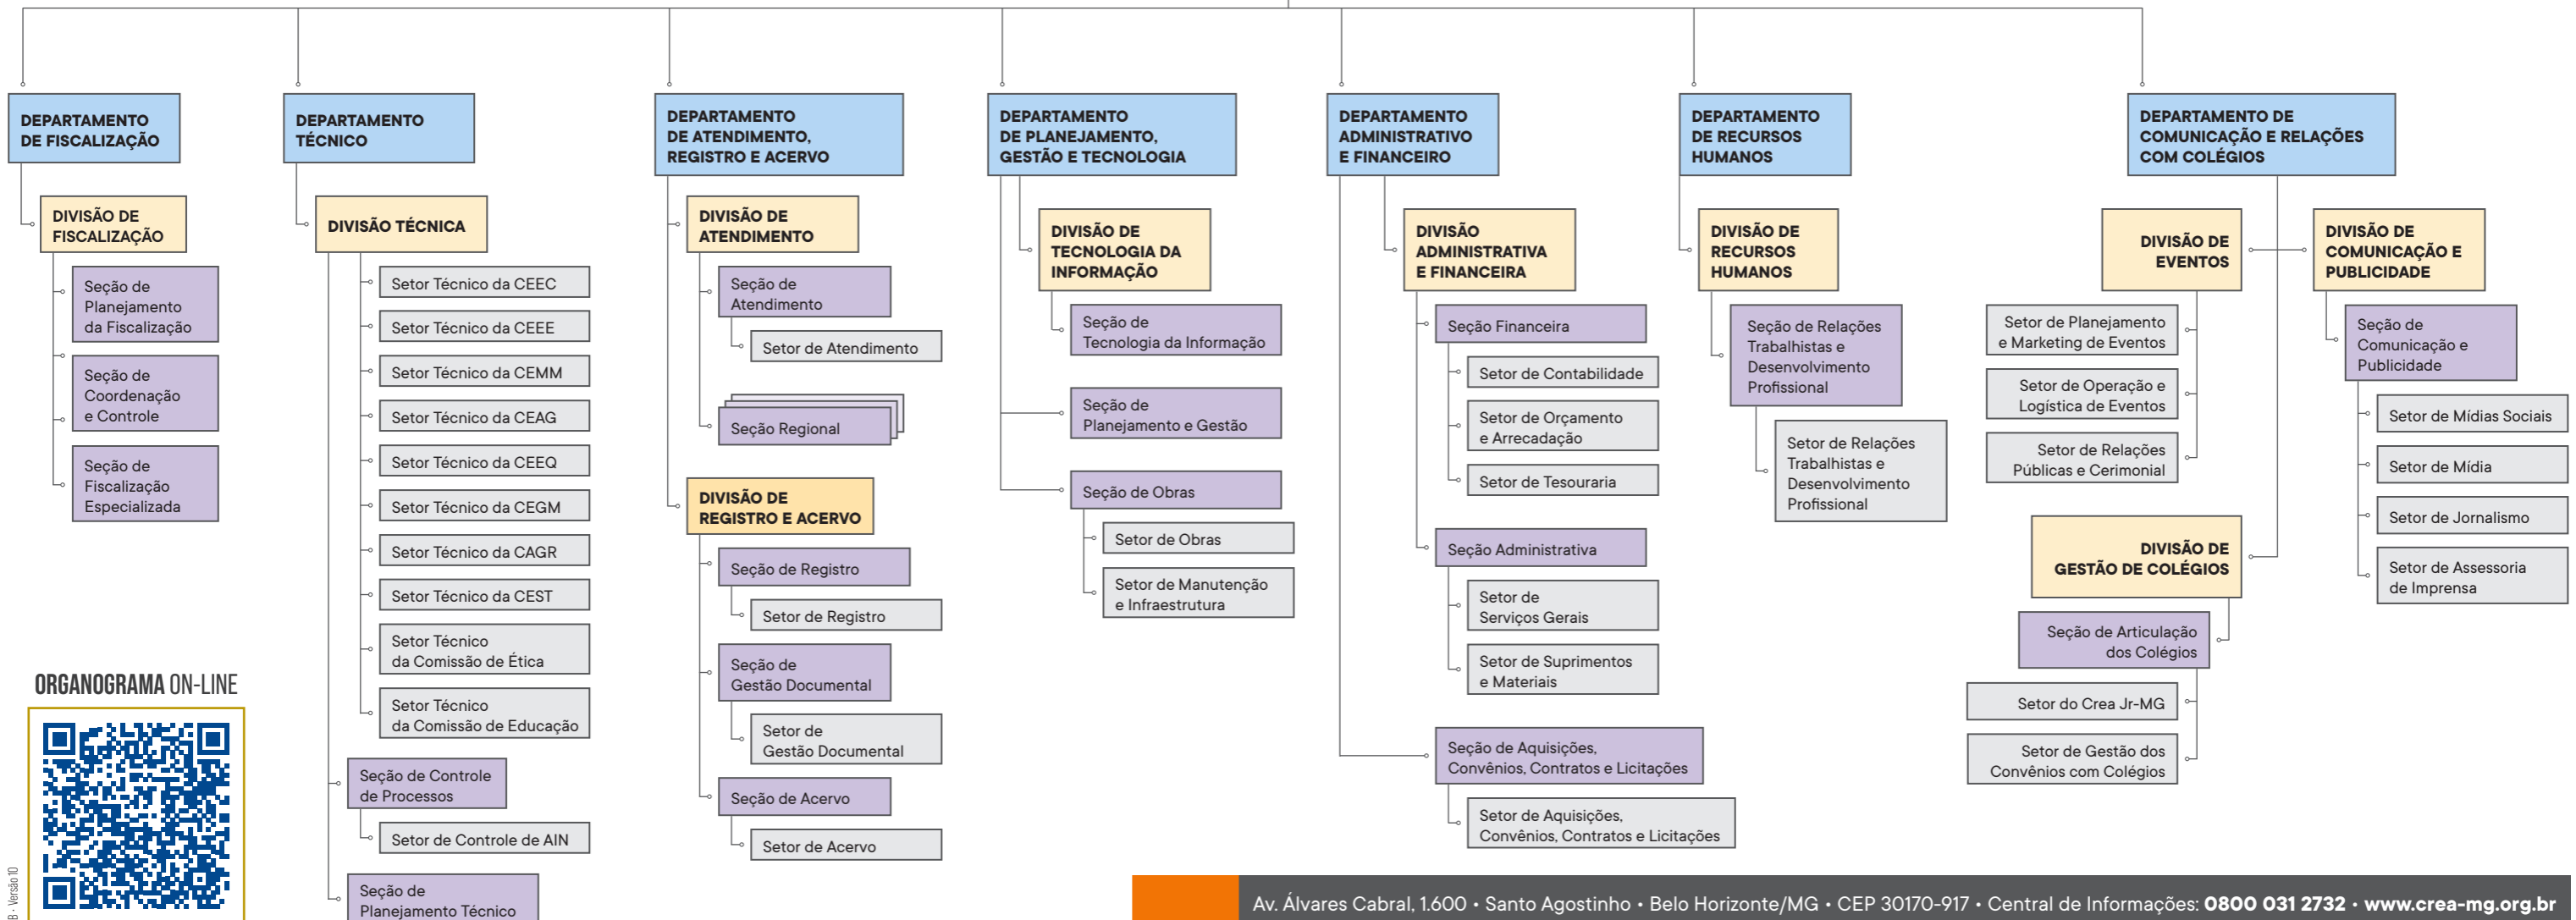 DEPARTAMENTO
DE FISCALIZAÇÃO
DIVISÃO DE
FISCALIZAÇÃO
Seção de
Planejamento
da Fiscalização
Seção de
Coordenação
e Controle
Seção de
Fiscalização
Especializada
DEPARTAMENTO
TÉCNICO
DIVISÃO TÉCNICA
Setor Técnico da CEEC
Setor Técnico da CEEE
Setor Técnico da CEMM
Setor Técnico da CEAG
Setor Técnico da CEEQ
Setor Técnico da CEGM
Setor Técnico da CAGR
Setor Técnico da CEST
Setor Técnico
da Comissão de Ética
Setor Técnico
da Comissão de Educação
Seção de Controle
de Processos
Setor de Controle de AIN
Seção de
Planejamento Técnico
DEPARTAMENTO
DE ATENDIMENTO,
REGISTRO E ACERVO
DIVISÃO DE
ATENDIMENTO
Seção de
Atendimento
Setor de Atendimento
Seção Regional
DIVISÃO DE
REGISTRO E ACERVO
Seção de Registro
Setor de Registro
Seção de
Gestão Documental
Setor de
Gestão Documental
Seção de Acervo
Setor de Acervo
DEPARTAMENTO
DE PLANEJAMENTO,
GESTÃO E TECNOLOGIA
DIVISÃO DE
TECNOLOGIA DA
INFORMAÇÃO
Seção de
Tecnologia da Informação
Seção de
Planejamento e Gestão
Seção de Obras
Setor de Obras
Setor de Manutenção
e Infraestrutura
DEPARTAMENTO
ADMINISTRATIVO
E FINANCEIRO
DIVISÃO
ADMINISTRATIVA
E FINANCEIRA
Seção Financeira
Setor de Contabilidade
Setor de Orçamento
e Arrecadação
Setor de Tesouraria
Seção Administrativa
Setor de
Serviços Gerais
Setor de Suprimentos
e Materiais
Seção de Aquisições,
Convênios, Contratos e Licitações
Setor de Aquisições,
Convênios, Contratos e Licitações
DEPARTAMENTO
DE RECURSOS
HUMANOS
DIVISÃO DE
RECURSOS
HUMANOS
Seção de Relações
Trabalhistas e
Desenvolvimento
Profissional
Setor de Relações
Trabalhistas e
Desenvolvimento
Profissional
DEPARTAMENTO DE
COMUNICAÇÃO E RELAÇÕES
COM COLÉGIOS
DIVISÃO DE
EVENTOS
Setor de Planejamento
e Marketing de Eventos
Setor de Operação e
Logística de Eventos
Setor de Relações
Públicas e Cerimonial
DIVISÃO DE
GESTÃO DE COLÉGIOS
Seção de Articulação
dos Colégios
Setor do Crea Jr-MG
Setor de Gestão dos
Convênios com Colégios
DIVISÃO DE
COMUNICAÇÃO E
PUBLICIDADE
Seção de
Comunicação e
Publicidade
Setor de Mídias Sociais
Setor de Mídia
Setor de Jornalismo
Setor de Assessoria
de Imprensa
ORGANOGRAMA ON-LINE
B • Versão 10
Av. Álvares Cabral, 1.600 • Santo Agostinho • Belo Horizonte/MG • CEP 30170-917 • Central de Informações: 0800 031 2732 • www.crea-mg.org.br